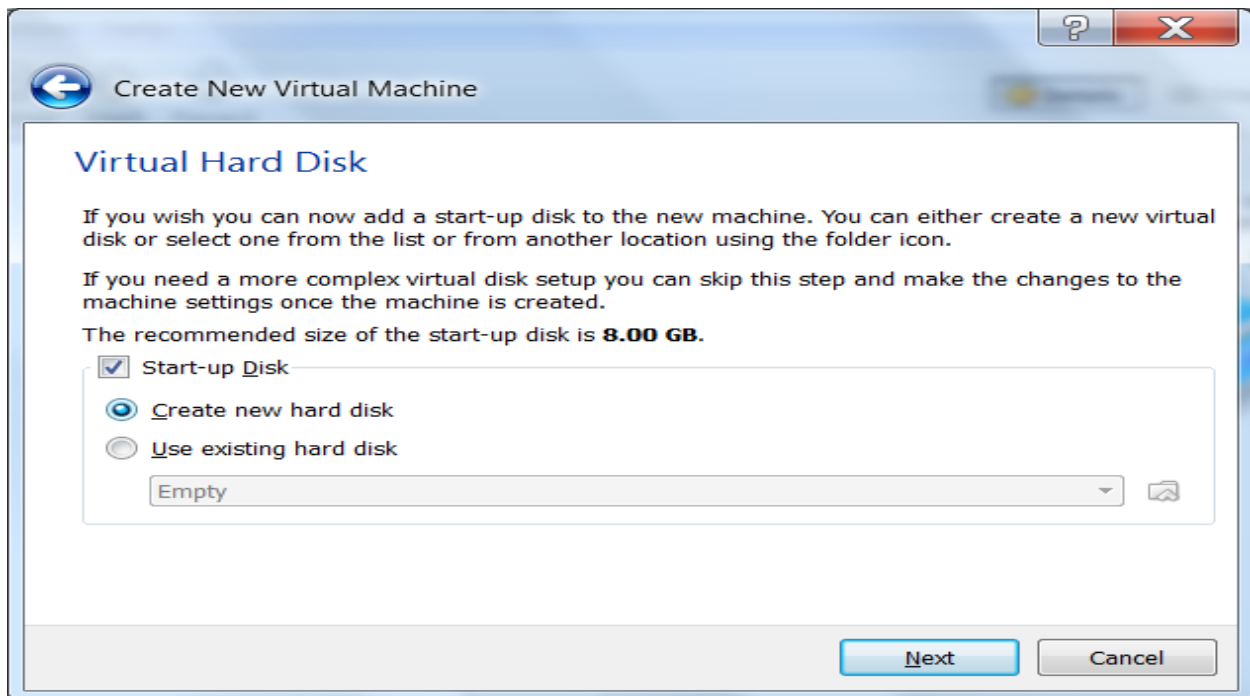 Create New Virtual Machine
Virtual Hard Disk
If you wish you can now add a start-up disk to the new machine. You can either create a new virtual
disk or select one from the list or from another location using the folder icon.
If you need a more complex virtual disk setup you can skip this step and make the changes to the
machine settings once the machine is created.
The recommended size of the start-up disk is 8.00 GB.
Start-up Disk
Create new hard disk
Use existing hard disk
Empty
Next
Cancel